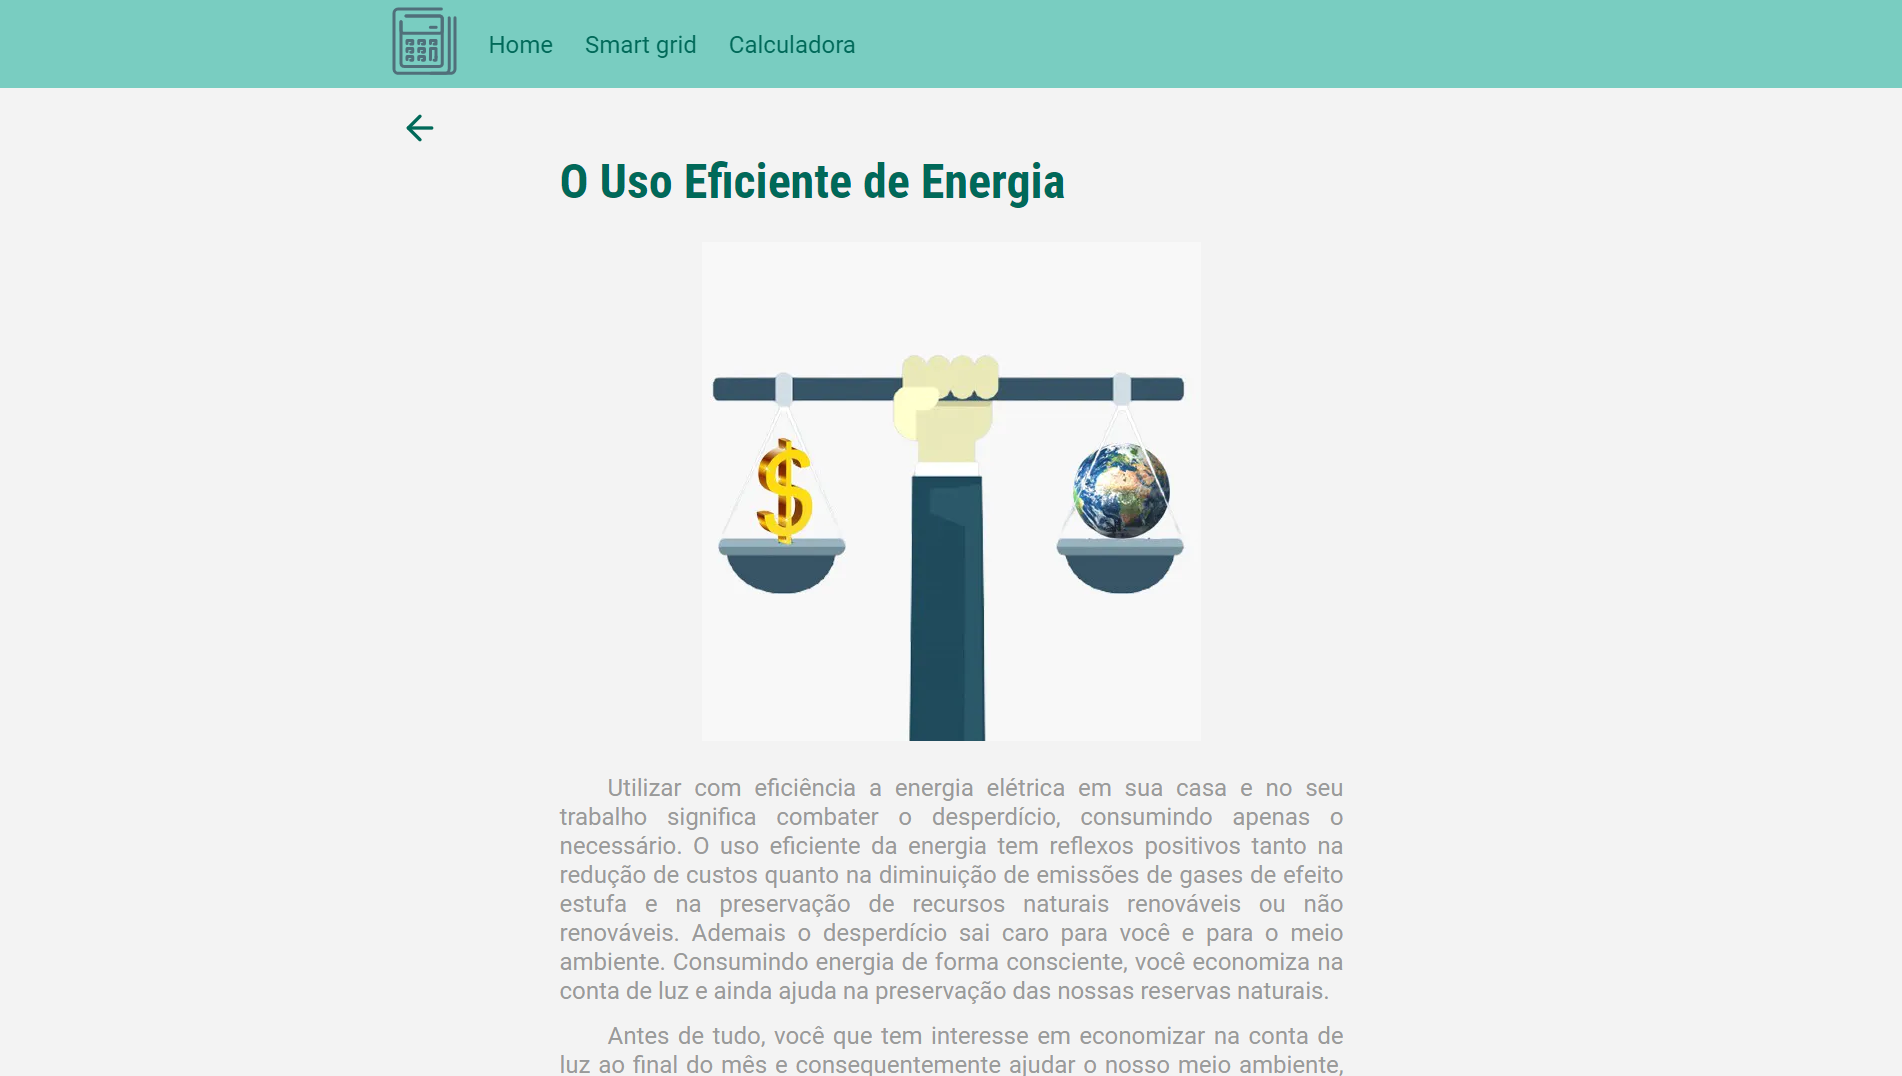 Home Smart grid Calculadora
O Uso Eficiente de Energia
$
Utilizar com eficiência a energia elétrica em sua casa e no seu
trabalho significa combater o desperdício, consumindo apenas o
necessário. O uso eficiente da energia tem reflexos positivos tanto na
redução de custos quanto na diminuição de emissões de gases de efeito
estufa e na preservação de recursos naturais renováveis ou não
renováveis. Ademais o desperdício sai caro para você e para o meio
ambiente. Consumindo energia de forma consciente, você economiza na
conta de luz e ainda ajuda na preservação das nossas reservas naturais.
Antes de tudo, você que tem interesse em economizar na conta de
luz ao final do mês e consequentemente ajudar o nosso meio ambiente,